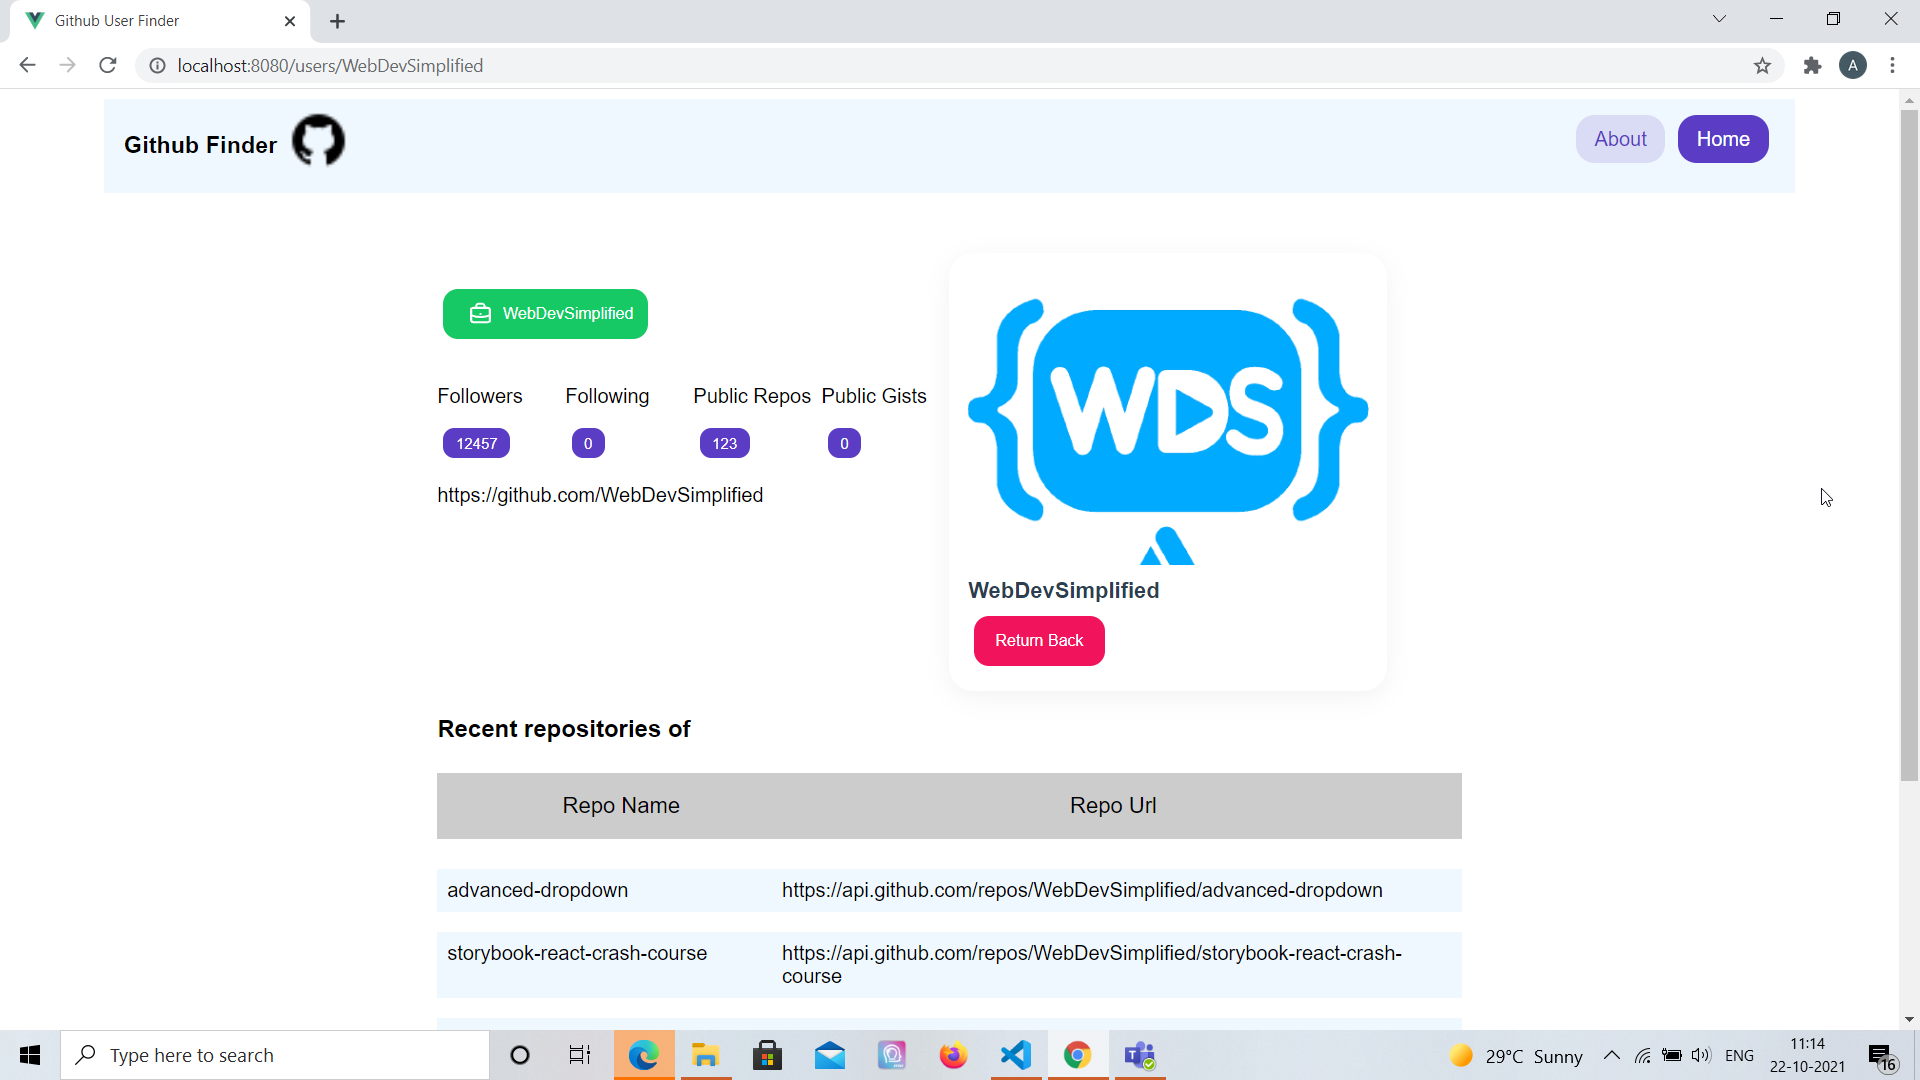 Github User Finder
localhost:8080/users/WebDevSimplified
A
Github Finder
About
Home
WebDevSimplified
Followers Following Public Repos Public Gists
12457 0 123 0
https://github.com/WebDevSimplified
WDS
WebDevSimplified
Return Back
Recent repositories of
Repo Name Repo Url
advanced-dropdown https://api.github.com/repos/WebDevSimplified/advanced-dropdown
storybook-react-crash-course https://api.github.com/repos/WebDevSimplified/storybook-react-crash-
course
Type here to search
T
29°C Sunny
ENG
11:14
22-10-2021
16